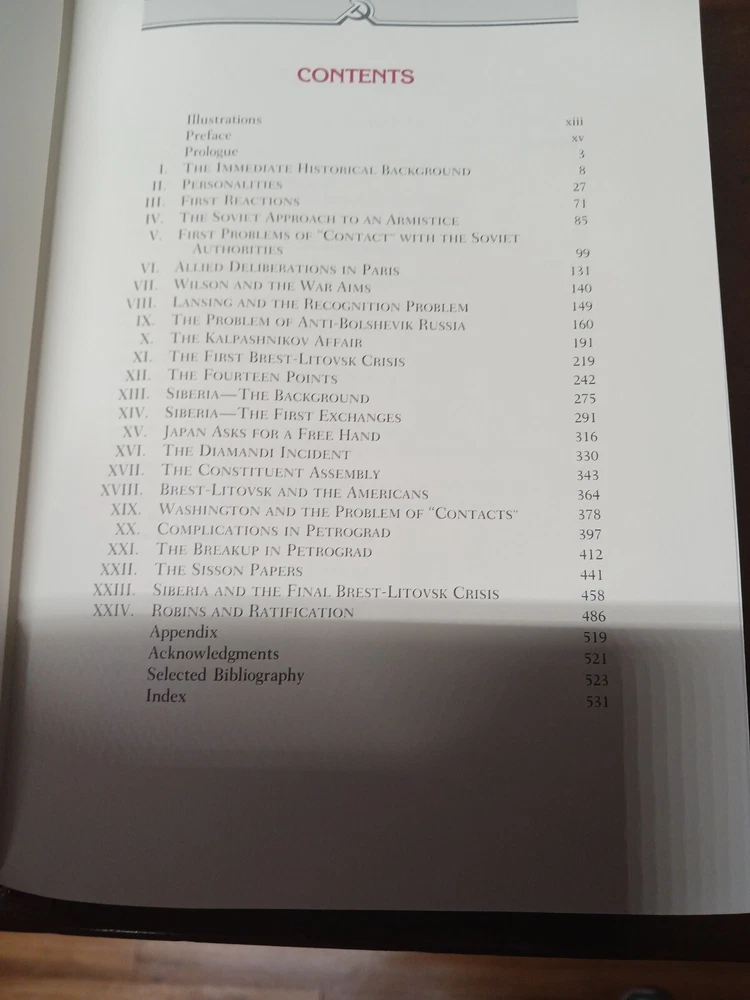 CONTENTS
Illustrations xiii
Preface xv
Prologue 3
I. THE IMMEDIATE HISTORICAL BACKGROUND 8
II. PERSONALITIES 27
III. FIRST REACTIONS 71
IV. THE SOVIET APPROACH TO AN ARMISTICE 85
V. FIRST PROBLEMS OF "CONTACT" WITH THE SOVIET
AUTHORITIES 99
VI. ALLIED DELIBERATIONS IN PARIS 131
VII. WILSON AND THE WAR AIMS 140
VIII. LANSING AND THE RECOGNITION PROBLEM 149
IX. THE PROBLEM OF ANTI-BOLSHEVIK RUSSIA 160
X. THE KALPASHNIKOV AFFAIR 191
XI. THE FIRST BREST-LITOVSK CRISIS 219
XII. THE FOURTEEN POINTS 242
XIII. SIBERIA—THE BACKGROUND 275
XIV. SIBERIA—THE FIRST EXCHANGES 291
XV. JAPAN ASKS FOR A FREE HAND 316
XVI. THE DIAMANDI INCIDENT 330
XVII. THE CONSTITUENT ASSEMBLY 343
XVIII. BREST-LITOVSK AND THE AMERICANS 364
XIX. WASHINGTON AND THE PROBLEM OF "CONTACTS" 378
XX. COMPLICATIONS IN PETROGRAD 397
XXI. THE BREAKUP IN PETROGRAD 412
XXII. THE SISSON PAPERS 441
XXIII. SIBERIA AND THE FINAL BREST-LITOVSK CRISIS 458
XXIV. ROBINS AND RATIFICATION 486
Appendix 519
Acknowledgments 521
Selected Bibliography 523
Index 531